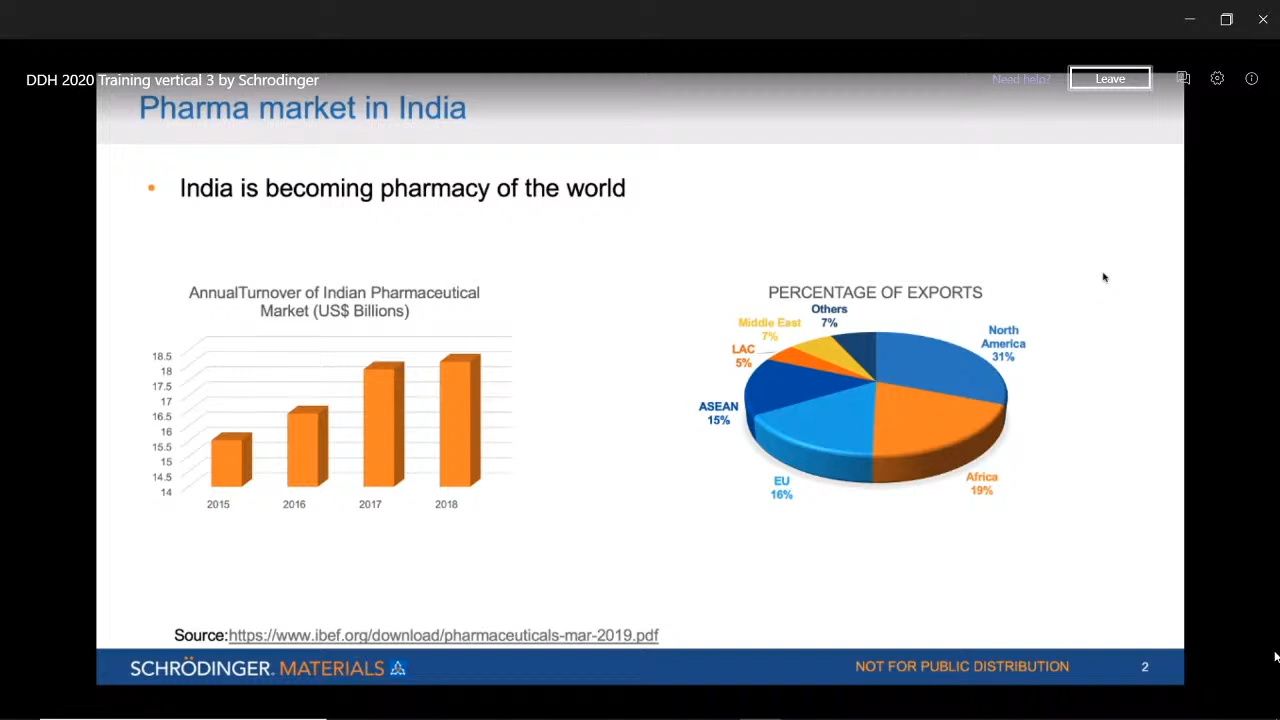 DDH 2020 Training vertical 3 by Schrodinger
Need help?
Leave
Pharma market in India
• India is becoming pharmacy of the world
AnnualTurnover of Indian Pharmaceutical
Market (US$ Billions)
18.5
18
17.5
17
16.5
16
15.5
15
14.5
14
2015 2016 2017 2018
PERCENTAGE OF EXPORTS
Others
7%
Middle East
7%
LAC
5%
ASEAN
15%
EU
16%
Africa
19%
North
America
31%
Source:https://www.ibef.org/download/pharmaceuticals-mar-2019.pdf
SCHRÖDINGER. MATERIALS
NOT FOR PUBLIC DISTRIBUTION
2